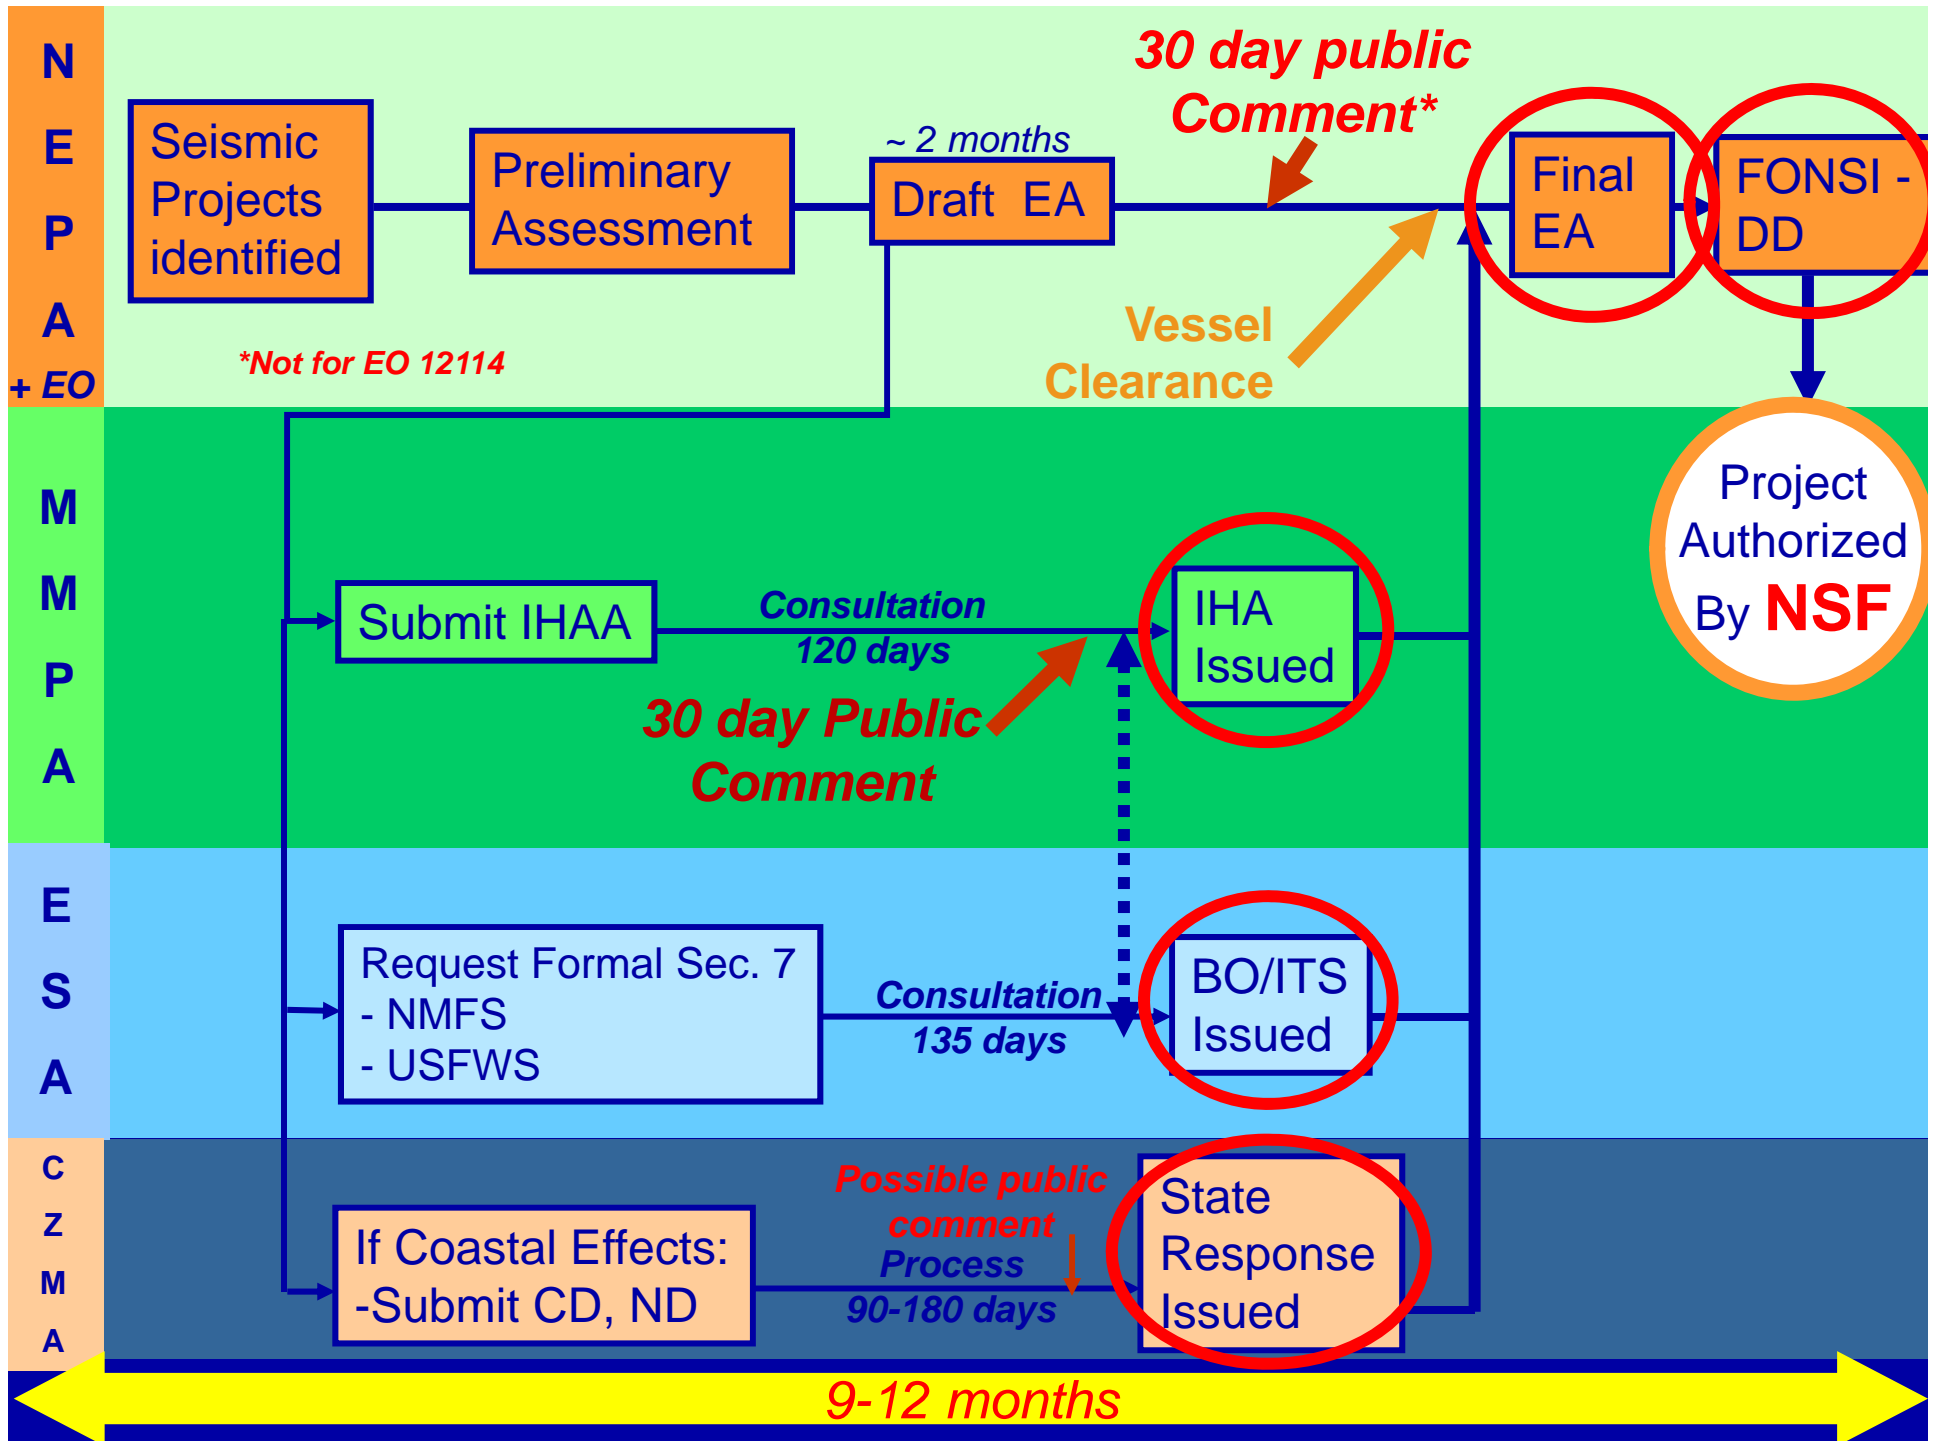 N
E
P
A
+ EO
Seismic
Projects
identified
Preliminary
Assessment
~ 2 months
Draft EA
30 day public
Comment*
Vessel
Clearance
Final
EA
FONSI -
DD
*Not for EO 12114
Project
Authorized
By NSF
M
M
P
A
Submit IHAA
Consultation
120 days
30 day Public
Comment
IHA
Issued
E
S
A
Request Formal Sec. 7
- NMFS
- USFWS
Consultation
135 days
BO/ITS
Issued
C
Z
M
A
If Coastal Effects:
-Submit CD, ND
Possible public
comment
Process
90-180 days
State
Response
Issued
9-12 months